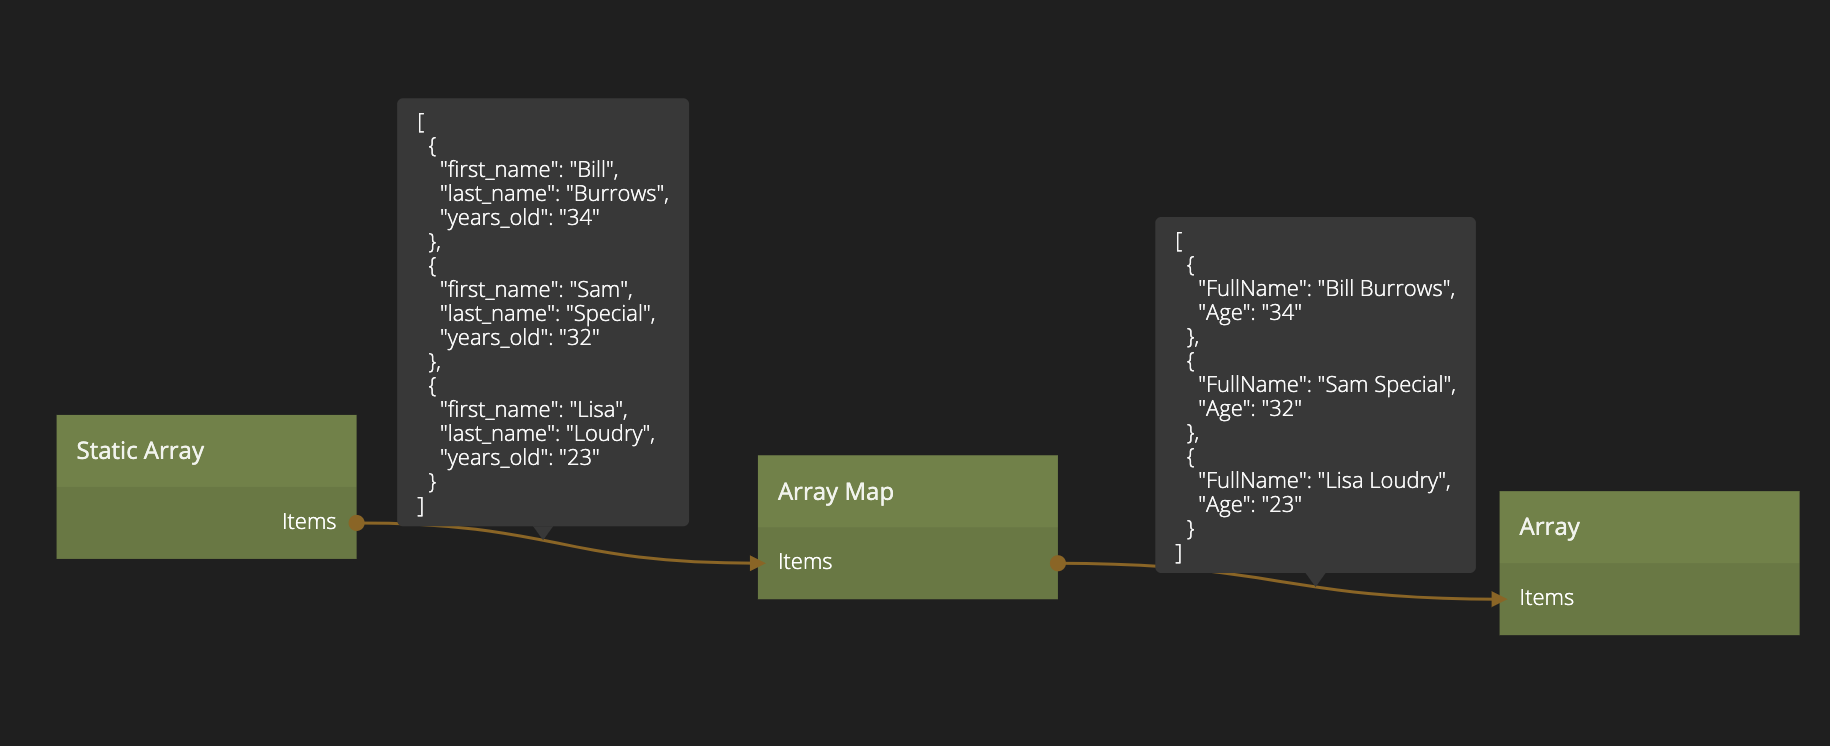 Static Array
Items
[
{
"first_name": "Bill",
"last_name": "Burrows",
"years_old": "34"
},
{
"first_name": "Sam",
"last_name": "Special",
"years_old": "32"
},
{
"first_name": "Lisa",
"last_name": "Loudry",
"years_old": "23"
}
]
Array Map
Items
[
{
"FullName": "Bill Burrows",
"Age": "34"
},
{
"FullName": "Sam Special",
"Age": "32"
},
{
"FullName": "Lisa Loudry",
"Age": "23"
}
]
Array
Items